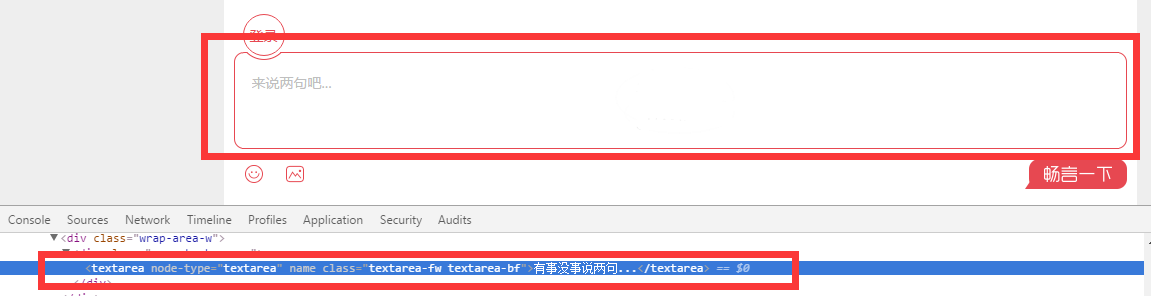 登录
来说两句吧...
畅言一下
Console Sources Network Timeline Profiles Application Security Audits
▼<div class="wrap-area-w">
<textarea node-type="textarea" name class="textarea-fw textarea-bf">有事没事说两句...</textarea> == $0
</div>